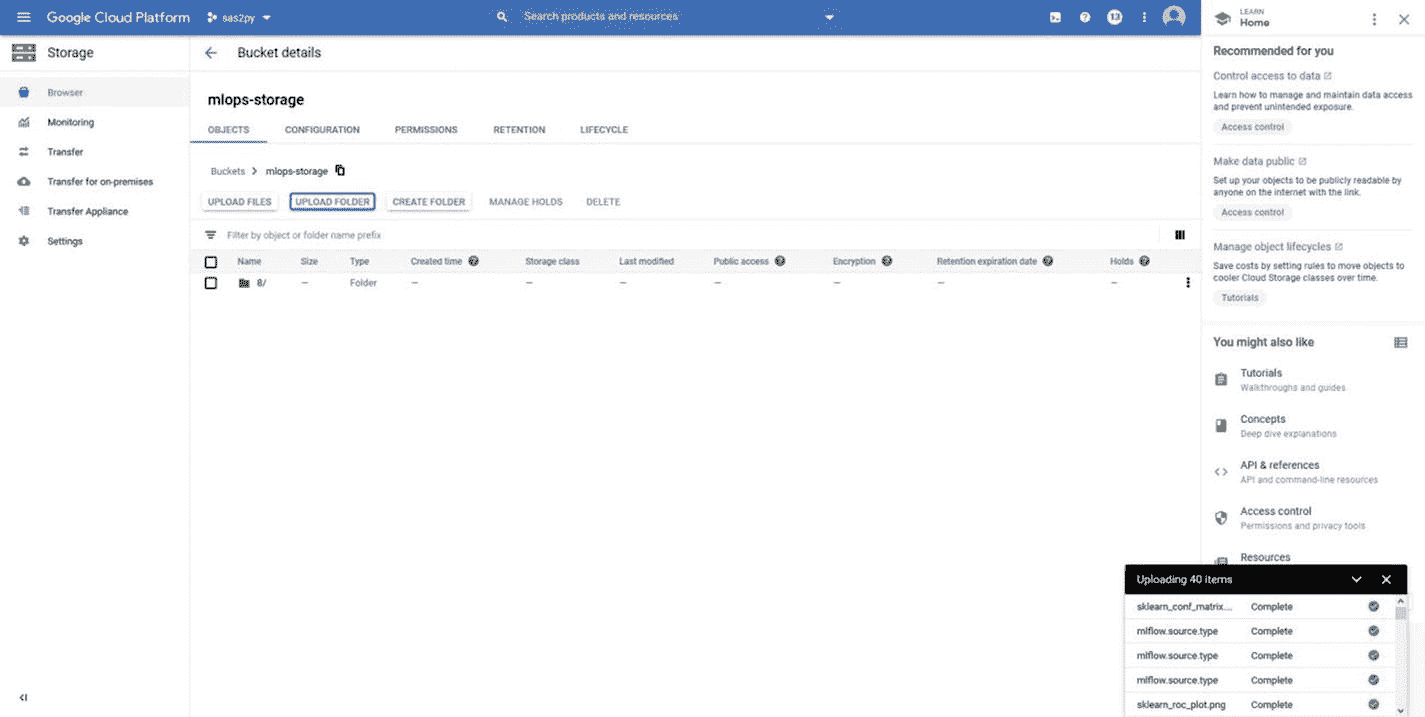 Google Cloud Platform sas2py Search products and resources 13
LEARN
Home
Storage
Browser
Monitoring
Transfer
Transfer for on-premises
Transfer Appliance
Settings
Bucket details
mlops-storage
OBJECTS CONFIGURATION PERMISSIONS RETENTION LIFECYCLE
Buckets > mlops-storage
UPLOAD FILES UPLOAD FOLDER CREATE FOLDER MANAGE HOLDS DELETE
Filter by object or folder name prefix
Name Size Type Created time Storage class Last modified Public access Encryption Retention expiration date Holds
8/ — Folder — — — — — — —
Recommended for you
Control access to data
Learn how to manage and maintain data access
and prevent unintended exposure.
Access control
Make data public
Set up your objects to be publicly readable by
anyone on the internet with the link.
Access control
Manage object lifecycles
Save costs by setting rules to move objects to
cooler Cloud Storage classes over time.
Tutorials
You might also like
Tutorials
Walkthroughs and guides
Concepts
Deep dive explanations
API & references
API and command-line resources
Access control
Permissions and privacy tools
Resources
Uploading 40 items
sklearn_conf_matrix.... Complete
mlflow.source.type Complete
mlflow.source.type Complete
mlflow.source.type Complete
sklearn_roc_plot.png Complete